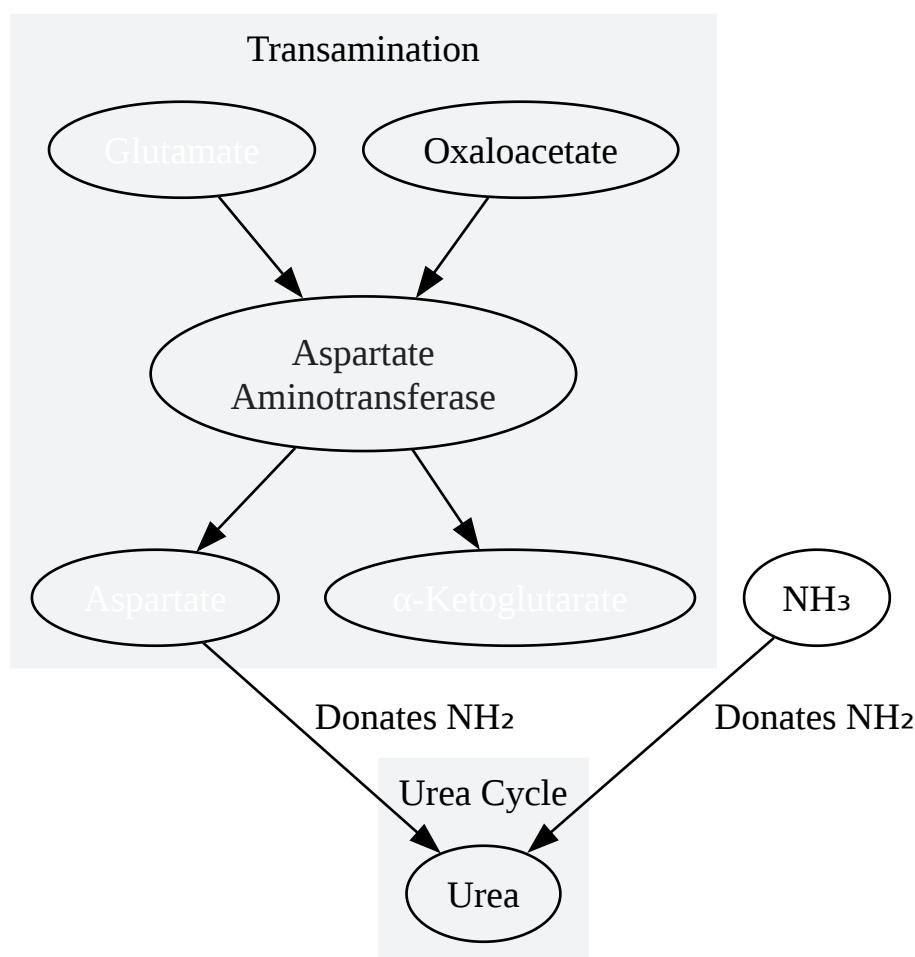 Transamination
Glutamate
Oxaloacetate
Aspartate
Aminotransferase
Aspartate
α-Ketoglutarate
NH₃
Donates NH₂
Donates NH₂
Urea Cycle
Urea